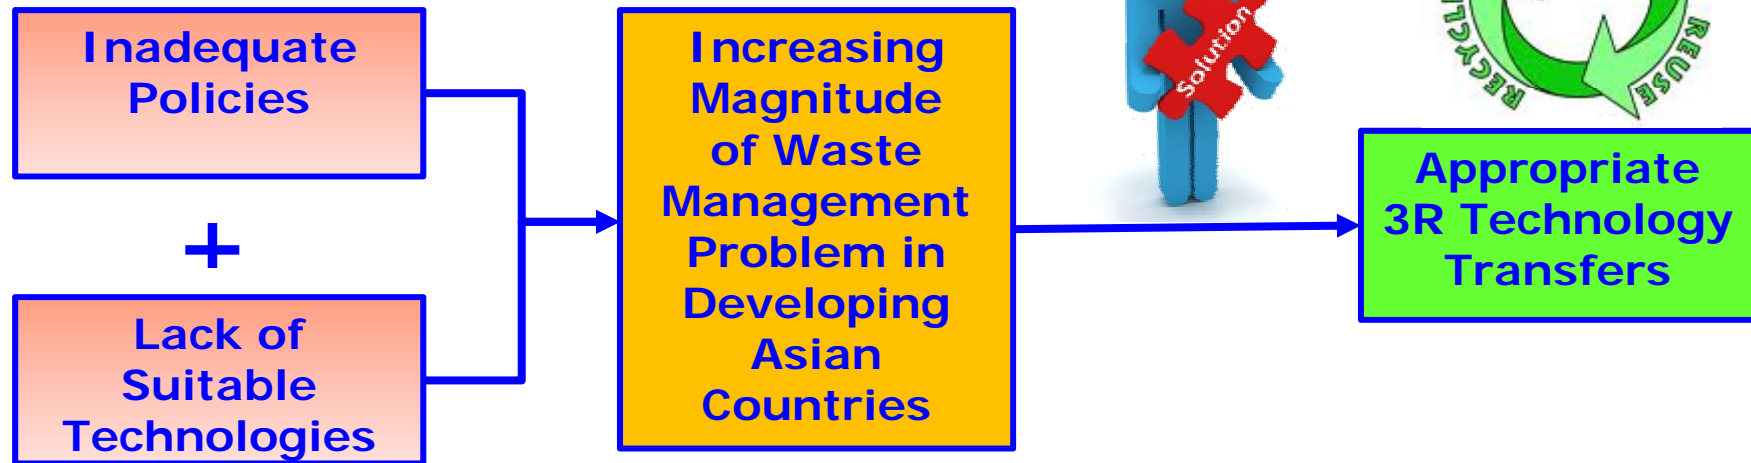 Inadequate
Policies
+
Lack of
Suitable
Technologies
Increasing
Magnitude
of Waste
Management
Problem in
Developing
Asian
Countries
Solution
REUSE
Appropriate
3R Technology
Transfers